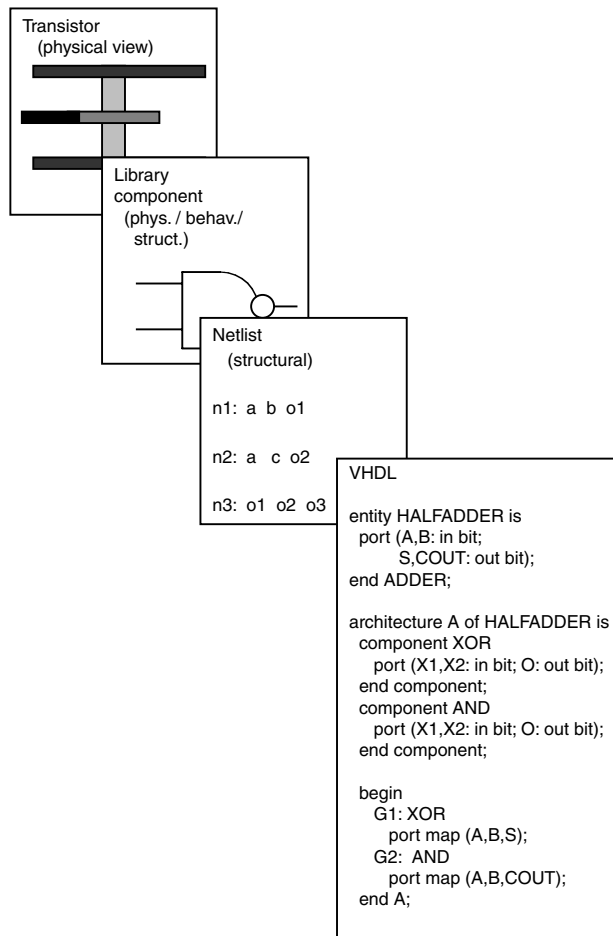 Transistor
(physical view)
Library
component
(phys. / behav./
struct.)
Netlist
(structural)
n1: a b o1
n2: a c o2
n3: o1 o2 o3
VHDL
entity HALFADDER is
port (A,B: in bit;
S,COUT: out bit);
end ADDER;
architecture A of HALFADDER is
component XOR
port (X1,X2: in bit; O: out bit);
end component;
component AND
port (X1,X2: in bit; O: out bit);
end component;
begin
G1: XOR
port map (A,B,S);
G2: AND
port map (A,B,COUT);
end A;